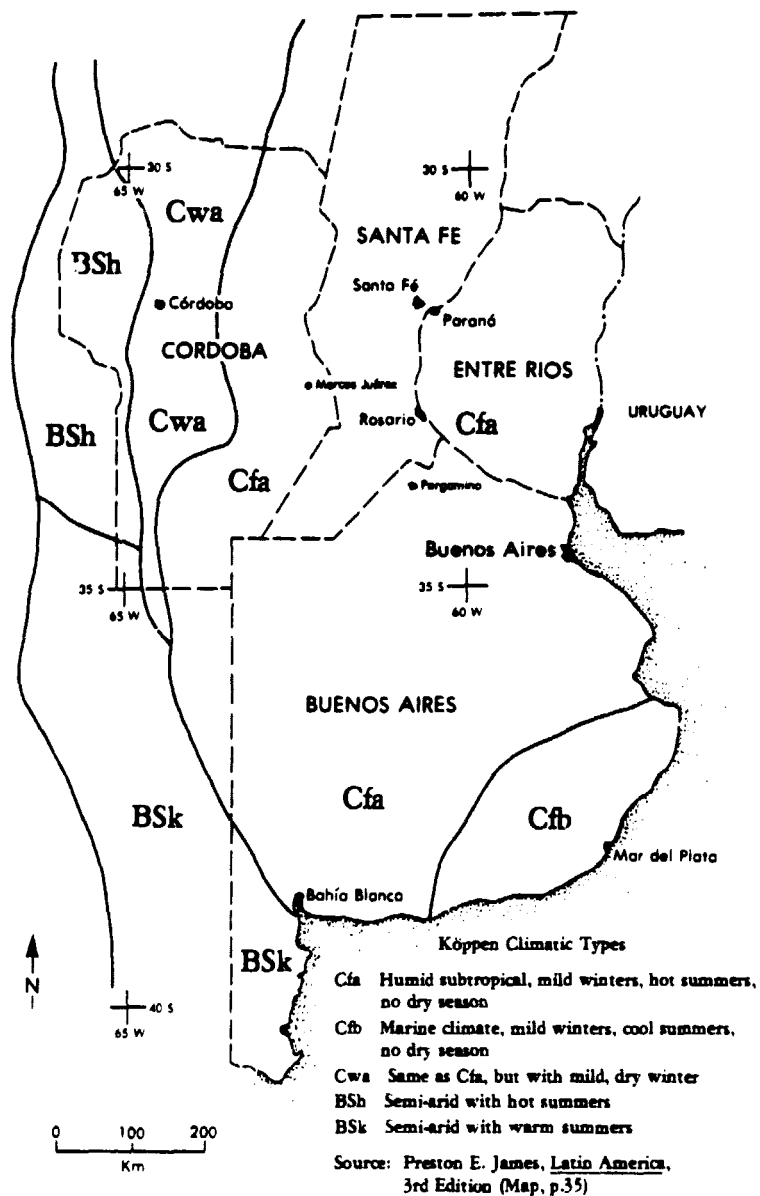 30 S
65 W
30 S
60 W
Cwa
SANTA FE
BSh
Santa Fé
Córdoba
Paraná
CORDOBA
ENTRE RIOS
Marcos Juárez
Rosario
URUGUAY
BSh
Cwa
Cfa
Cfa
Pergamino
Buenos Aires
35 S
65 W
35 S
60 W
BUENOS AIRES
BSk
Cfa
Cfb
Mar del Plata
Bahía Blanca
BSk
N
40 S
65 W
Köppen Climatic Types
Cfa Humid subtropical, mild winters, hot summers,
no dry season
Cfb Marine climate, mild winters, cool summers,
no dry season
Cwa Same as Cfa, but with mild, dry winter
BSh Semi-arid with hot summers
BSk Semi-arid with warm summers
0 100 200
Km
Source: Preston E. James, Latin America,
3rd Edition (Map, p.35)